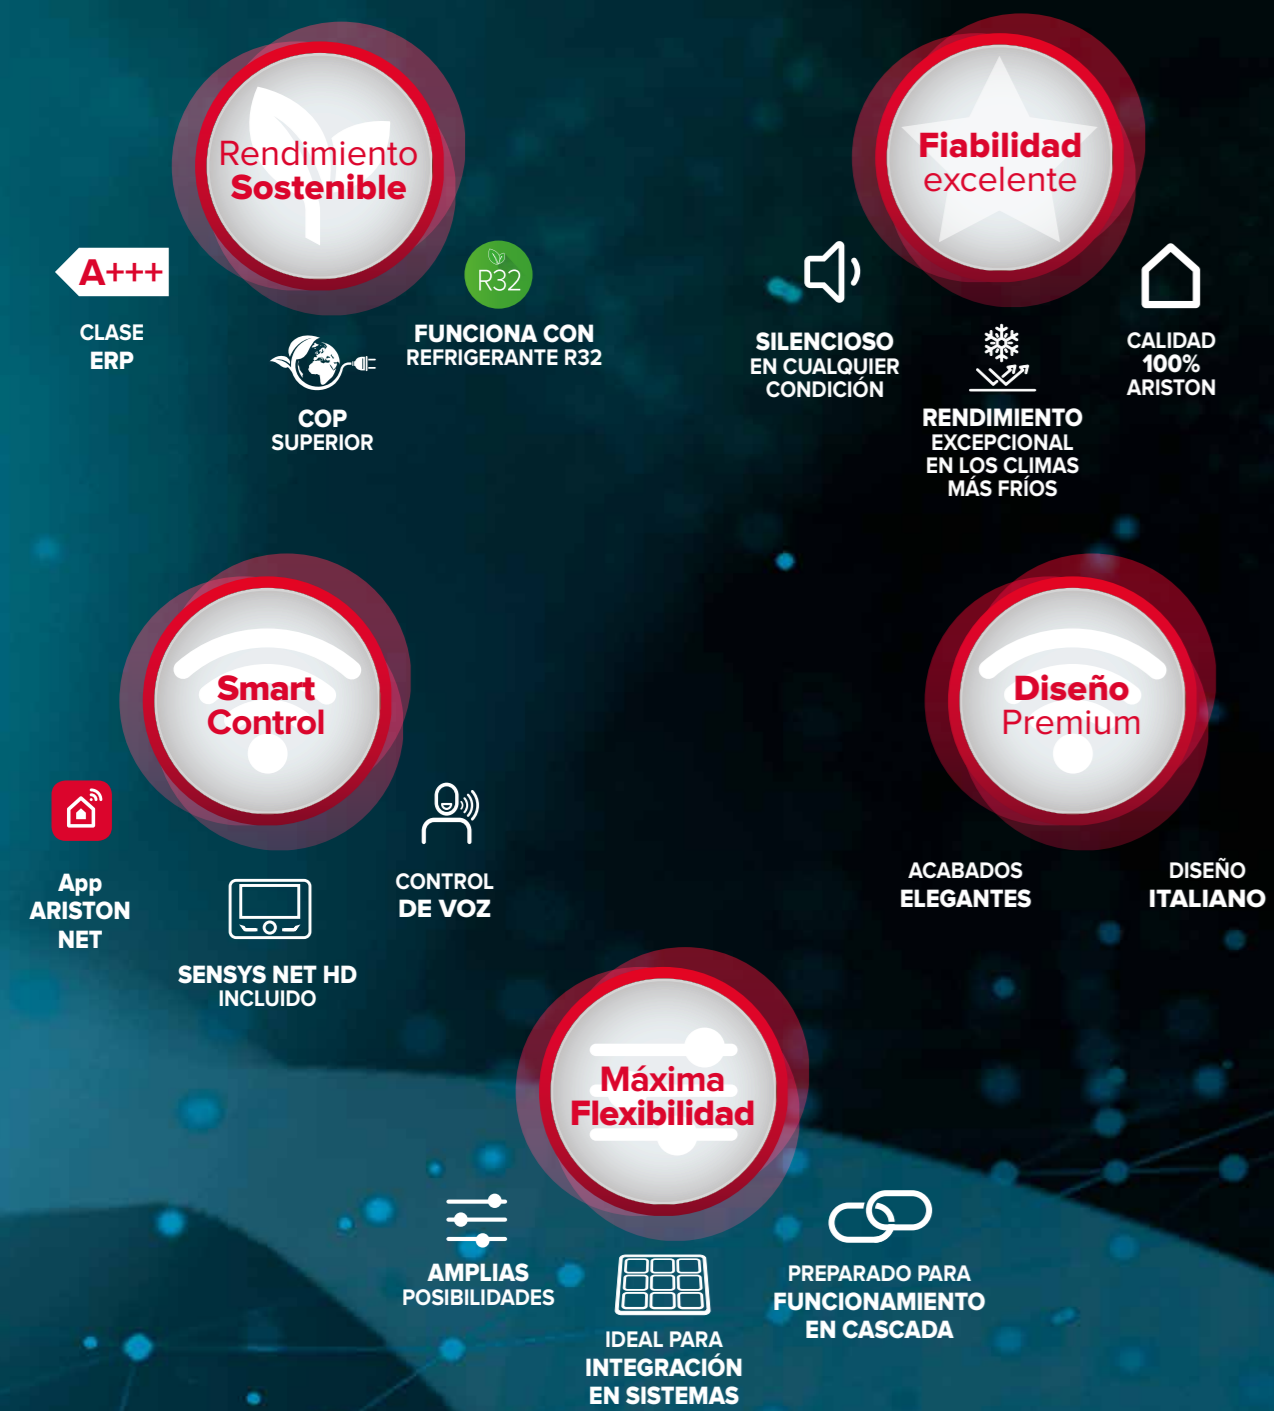 Rendimiento
Sostenible
A+++
CLASE
ERP
COP
SUPERIOR
R32
FUNCIONA CON
REFRIGERANTE R32
Fiabilidad
excelente
SILENCIOSO
EN CUALQUIER
CONDICIÓN
RENDIMIENTO
EXCEPCIONAL
EN LOS CLIMAS
MÁS FRÍOS
CALIDAD
100%
ARISTON
Smart
Control
App
ARISTON
NET
SENSYS NET HD
INCLUIDO
CONTROL
DE VOZ
Diseño
Premium
ACABADOS
ELEGANTES
DISEÑO
ITALIANO
Máxima
Flexibilidad
AMPLIAS
POSIBILIDADES
IDEAL PARA
INTEGRACIÓN
EN SISTEMAS
PREPARADO PARA
FUNCIONAMIENTO
EN CASCADA